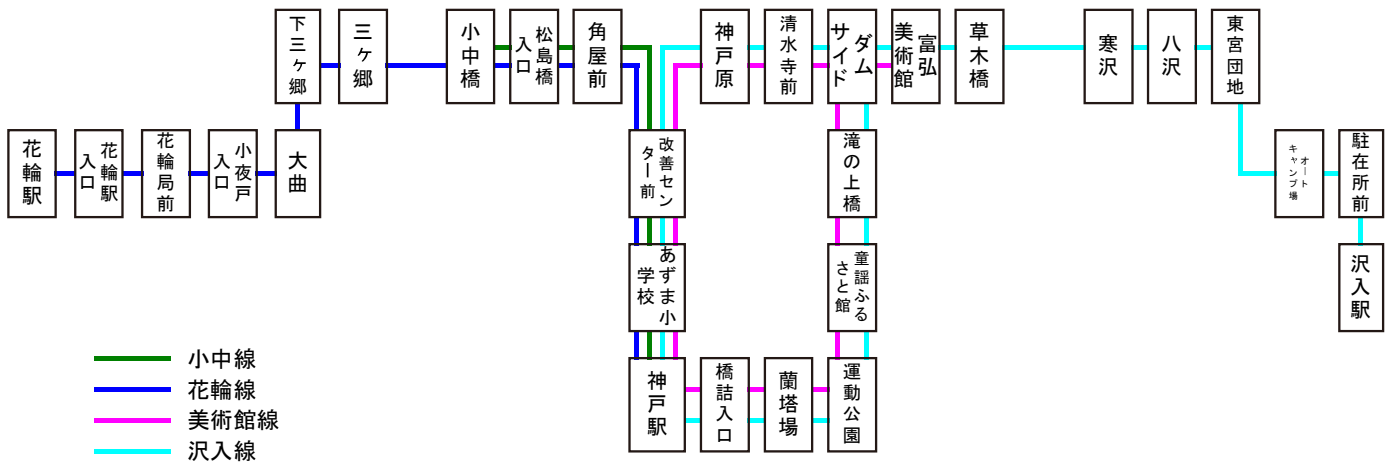 下三ヶ郷
三ヶ郷
小中橋
松島橋
入口
角屋前
神戸原
清水寺前
ダム
サイド
富弘
美術館
草木橋
寒沢
八沢
東宮団地
花輪駅
花輪駅
入口
花輪局前
小夜戸
入口
大曲
改善セン
ター前
滝の上橋
オート
キャンプ場
駐在所前
あずま小
学校
童謡ふる
さと館
沢入駅
神戸駅
橋詰入口
蘭塔場
運動公園
小中線
花輪線
美術館線
沢入線